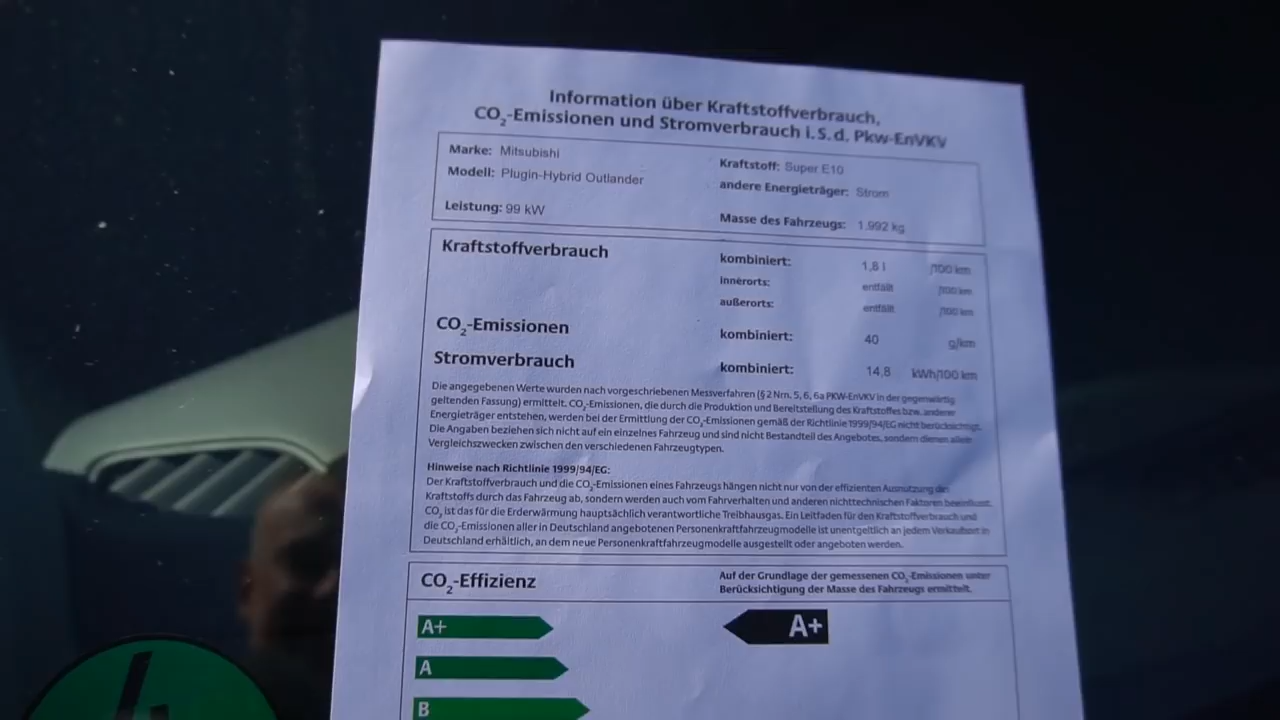 Information über Kraftstoffverbrauch,
CO₂-Emissionen und Stromverbrauch i. S. d. Pkw-EnVKV
Marke: Mitsubishi
Kraftstoff: Super E10
Modell: Plugin-Hybrid Outlander
andere Energieträger: Strom
Leistung: 99 kW
Masse des Fahrzeugs: 1.992 kg
Kraftstoffverbrauch kombiniert: 1,8 l /100 km
innerorts: entfällt /100 km
außerorts: entfällt /100 km
CO₂-Emissionen kombiniert: 40 g/km
Stromverbrauch kombiniert: 14,8 kWh/100 km
Die angegebenen Werte wurden nach vorgeschriebenen Messverfahren (§ 2 Nrn. 5, 6, 6a PKW-EnVKV in der gegenwärtig
geltenden Fassung) ermittelt. CO₂-Emissionen, die durch die Produktion und Bereitstellung des Kraftstoffes bzw. anderer
Energieträger entstehen, werden bei der Ermittlung der CO₂-Emissionen gemäß der Richtlinie 1999/94/EG nicht berücksichtigt.
Die Angaben beziehen sich nicht auf ein einzelnes Fahrzeug und sind nicht Bestandteil des Angebotes, sondern dienen allein
Vergleichszwecken zwischen den verschiedenen Fahrzeugtypen.
Hinweise nach Richtlinie 1999/94/EG:
Der Kraftstoffverbrauch und die CO₂-Emissionen eines Fahrzeugs hängen nicht nur von der effizienten Ausnutzung des
Kraftstoffs durch das Fahrzeug ab, sondern werden auch vom Fahrverhalten und anderen nichttechnischen Faktoren beeinflusst.
CO₂ ist das für die Erderwärmung hauptsächlich verantwortliche Treibhausgas. Ein Leitfaden für den Kraftstoffverbrauch und
die CO₂-Emissionen aller in Deutschland angebotenen Personenkraftfahrzeugmodelle ist unentgeltlich an jedem Verkaufsort in
Deutschland erhältlich, an dem neue Personenkraftfahrzeugmodelle ausgestellt oder angeboten werden.
CO₂-Effizienz
Auf der Grundlage der gemessenen CO₂-Emissionen unter
Berücksichtigung der Masse des Fahrzeugs ermittelt.
A+ A+
A
B
4